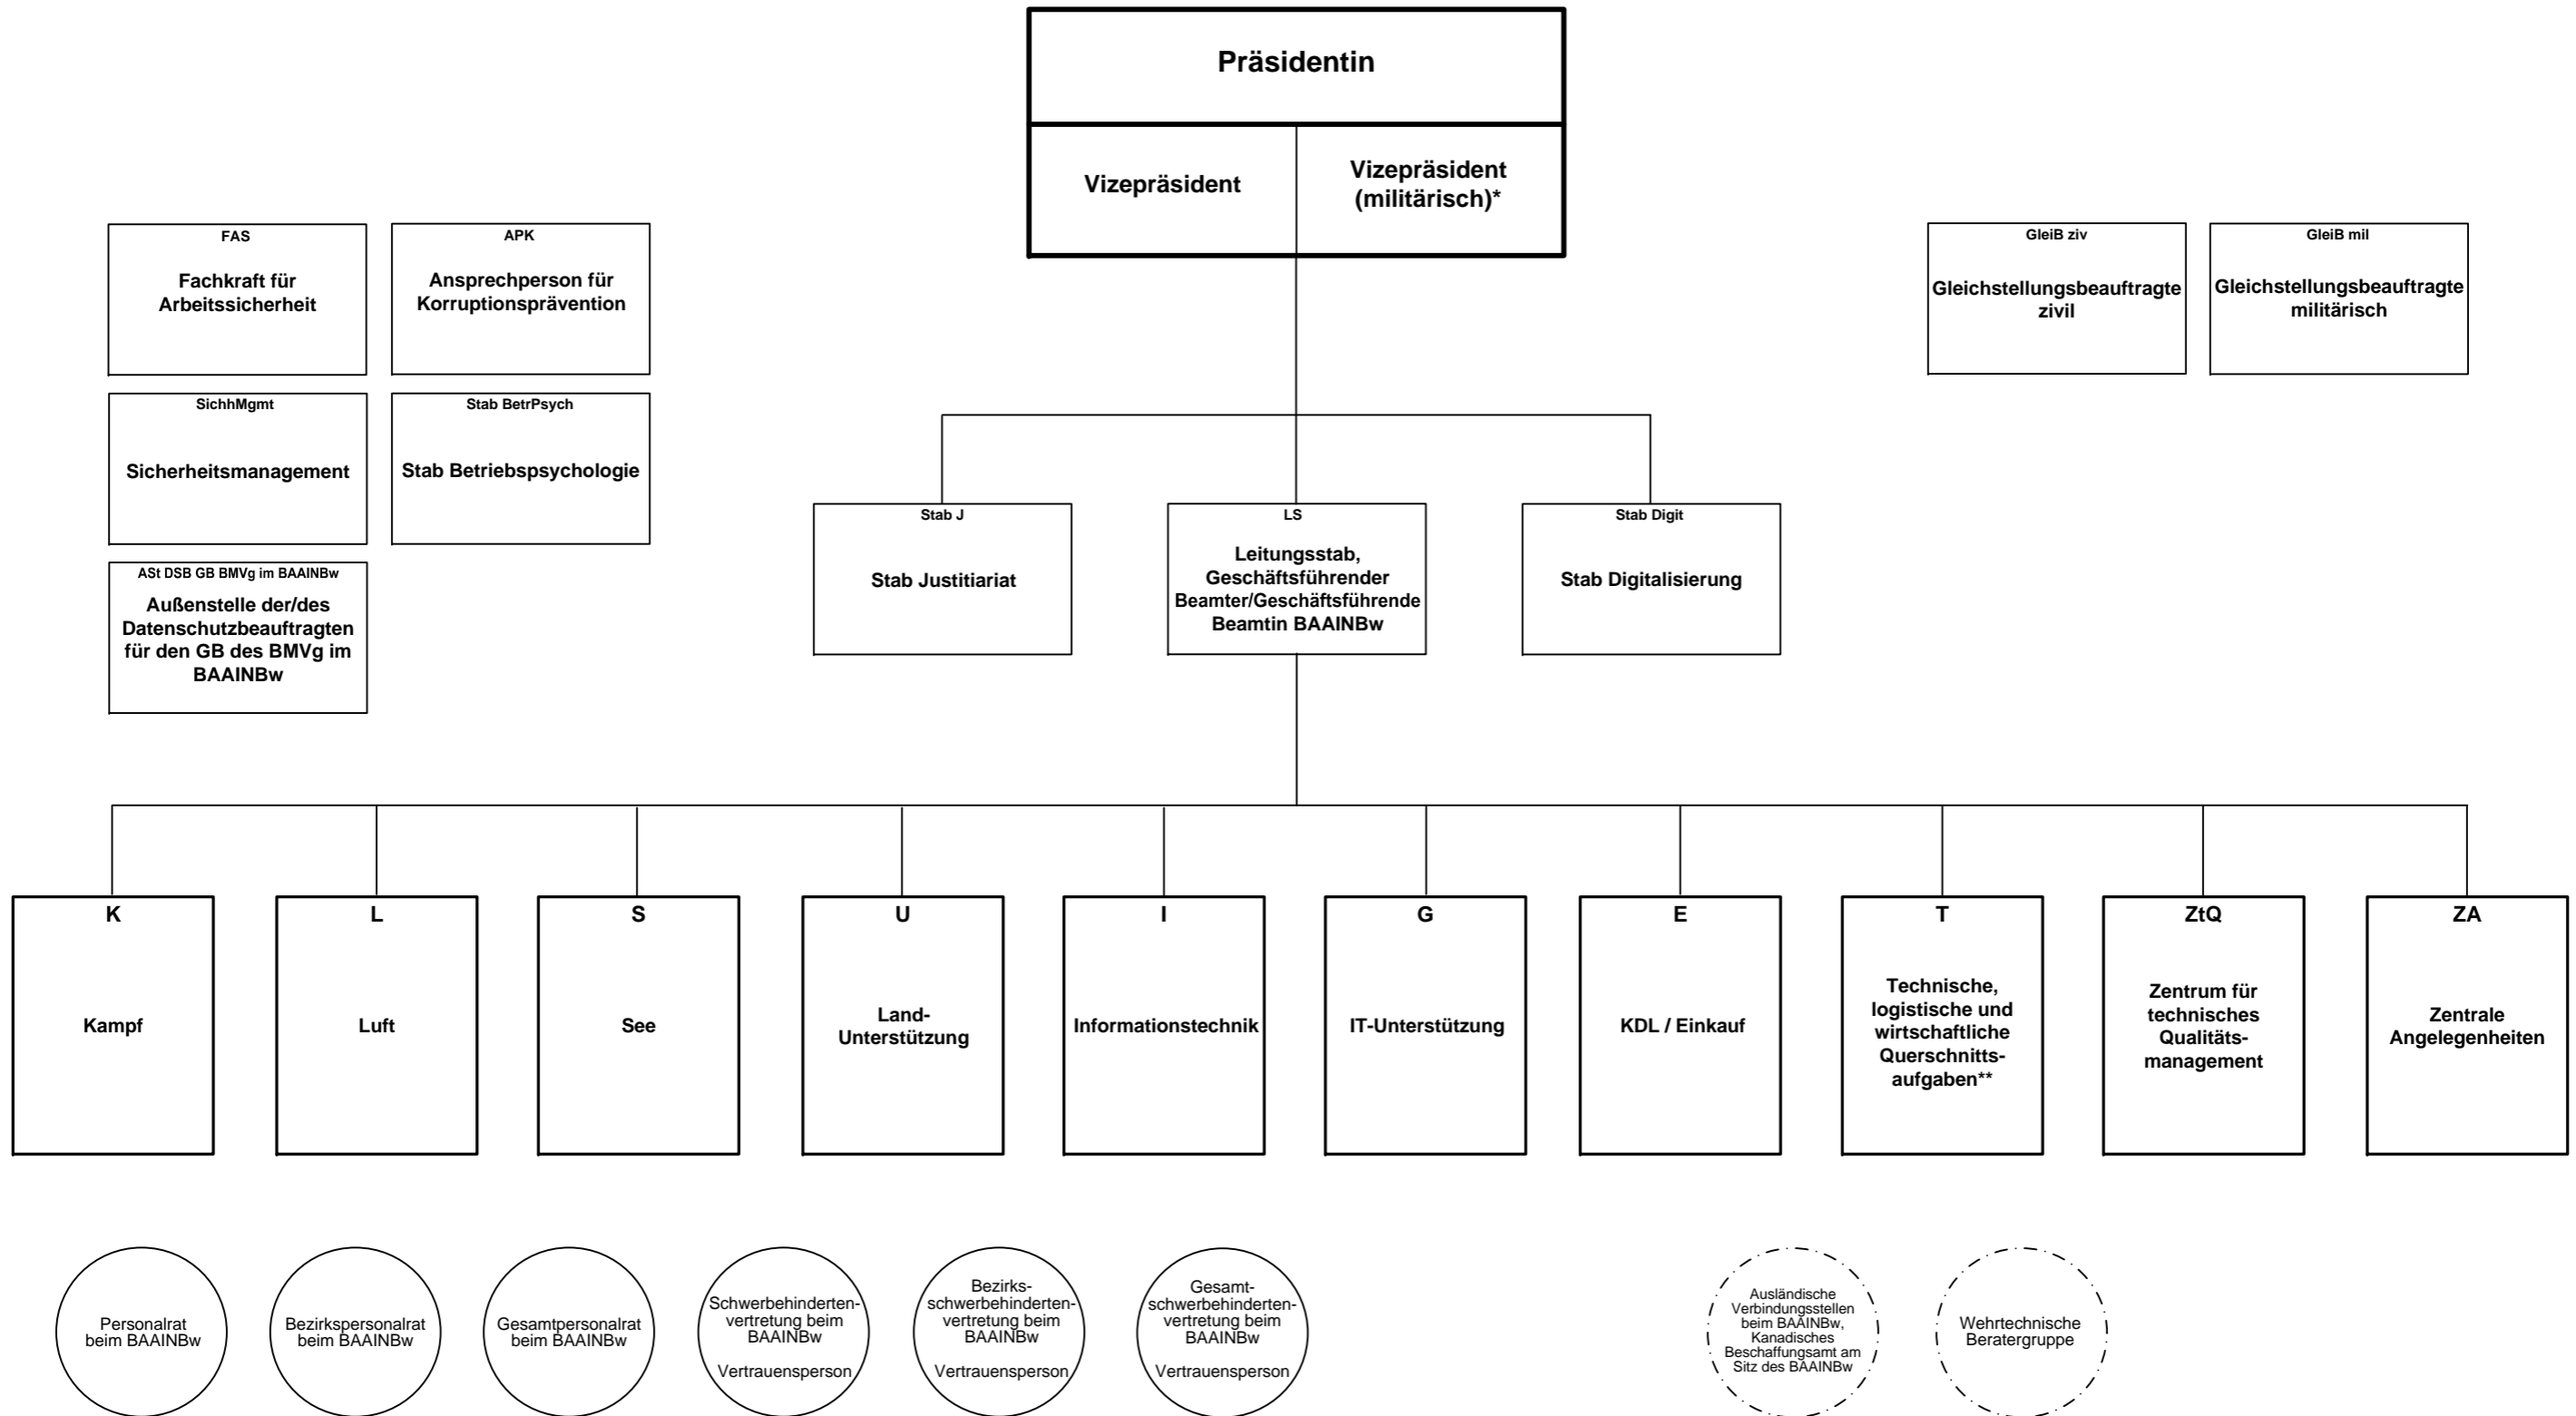 Präsidentin
Vizepräsident
Vizepräsident
(militärisch)*
FAS
Fachkraft für
Arbeitssicherheit
APK
Ansprechperson für
Korruptionsprävention
GleiB ziv
Gleichstellungsbeauftragte
zivil
GleiB mil
Gleichstellungsbeauftragte
militärisch
SichhMgmt
Sicherheitsmanagement
Stab BetrPsych
Stab Betriebspsychologie
ASt DSB GB BMVg im BAAINBw
Außenstelle der/des
Datenschutzbeauftragten
für den GB des BMVg im
BAAINBw
Stab J
Stab Justitiariat
LS
Leitungsstab,
Geschäftsführender
Beamter/Geschäftsführende
Beamtin BAAINBw
Stab Digit
Stab Digitalisierung
K
Kampf
L
Luft
S
See
U
Land-
Unterstützung
I
Informationstechnik
G
IT-Unterstützung
E
KDL / Einkauf
T
Technische,
logistische und
wirtschaftliche
Querschnitts-
aufgaben**
ZtQ
Zentrum für
technisches
Qualitäts-
management
ZA
Zentrale
Angelegenheiten
Personalrat
beim BAAINBw
Bezirkspersonalrat
beim BAAINBw
Gesamtpersonalrat
beim BAAINBw
Schwerbehinderten-
vertretung beim
BAAINBw
Vertrauensperson
Bezirks-
schwerbehinderten-
vertretung beim
BAAINBw
Vertrauensperson
Gesamt-
schwerbehinderten-
vertretung beim
BAAINBw
Vertrauensperson
Ausländische
Verbindungsstellen
beim BAAINBw,
Kanadisches
Beschaffungsamt am
Sitz des BAAINBw
Wehrtechnische
Beratergruppe